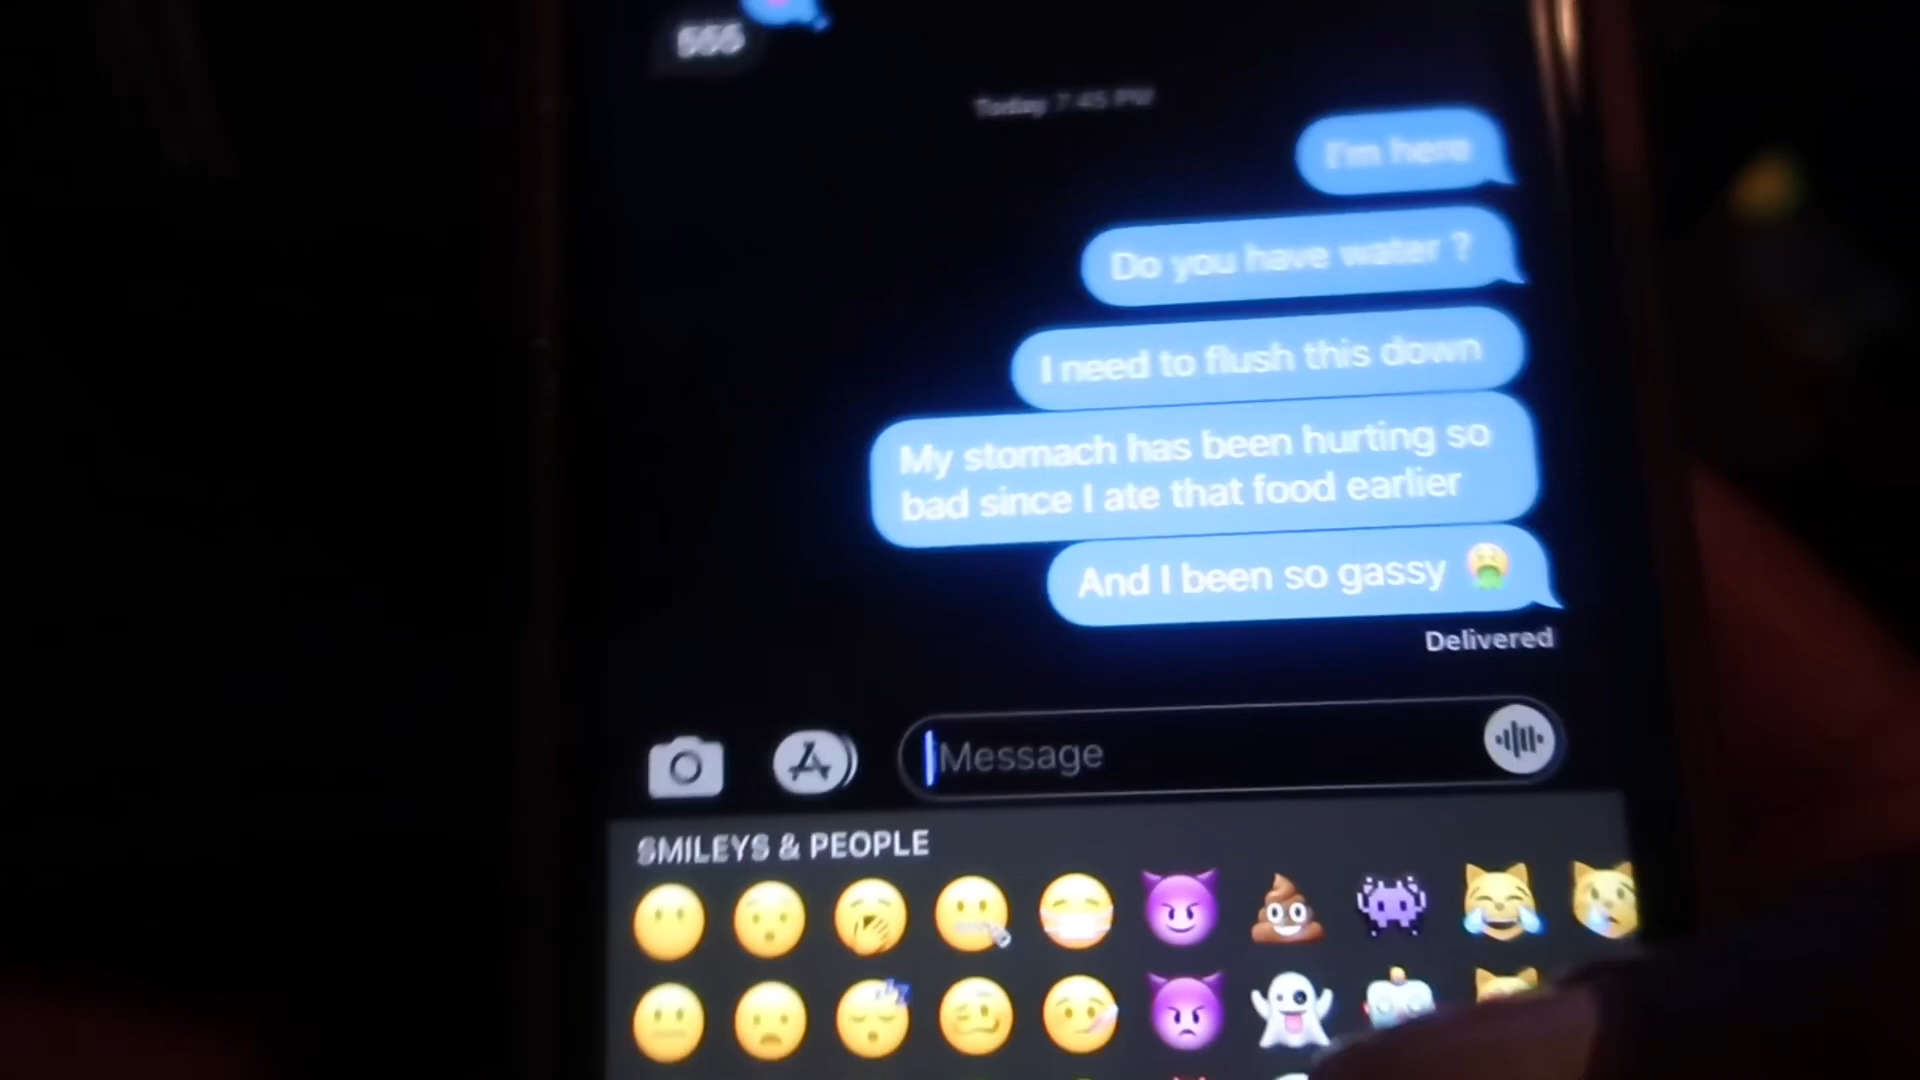 555
Today 7:45 PM
I'm here
Do you have water ?
I need to flush this down
My stomach has been hurting so
bad since I ate that food earlier
And I been so gassy 🤮
Delivered
Message
SMILEYS & PEOPLE